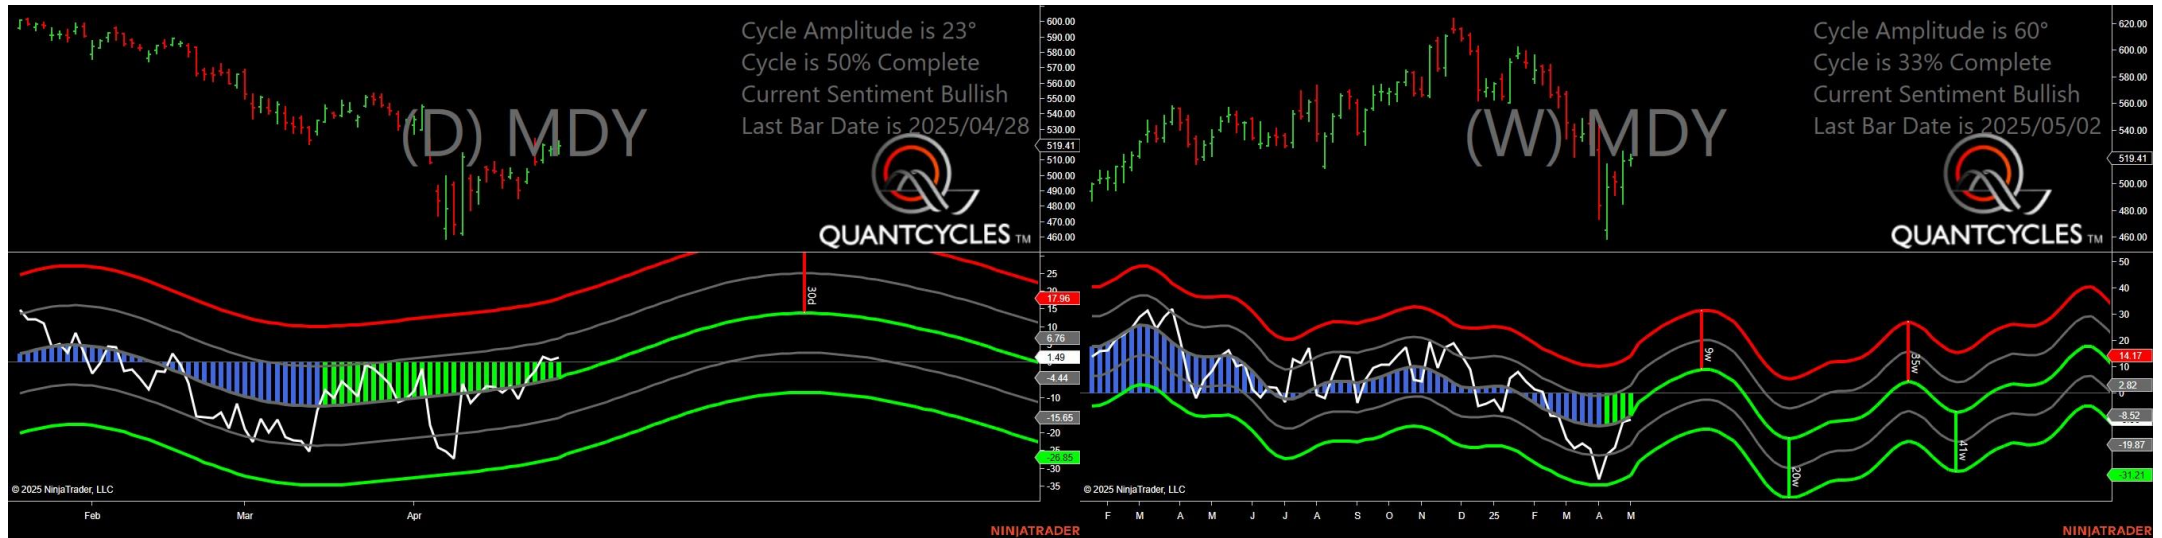 Cycle Amplitude is 23°
Cycle is 50% Complete
Current Sentiment Bullish
Last Bar Date is 2025/04/28
(D) MDY
QUANTCYCLES TM
600.00
590.00
580.00
570.00
560.00
550.00
540.00
530.00
519.41
510.00
500.00
490.00
480.00
470.00
460.00
30d
25
17.96
15
10
6.76
1.49
-4.44
-10
-15.65
-20
-26.85
-30
-35
© 2025 NinjaTrader, LLC
Feb
Mar
Apr
NINJATRADER
Cycle Amplitude is 60°
Cycle is 33% Complete
Current Sentiment Bullish
Last Bar Date is 2025/05/02
(W) MDY
QUANTCYCLES TM
620.00
600.00
580.00
560.00
540.00
519.41
500.00
480.00
460.00
9w
20w
41w
50
40
30
20
14.17
10
2.82
0
-8.52
-19.87
-31.21
© 2025 NinjaTrader, LLC
F M A M J J A S O N D 25 F M A M
NINJATRADER